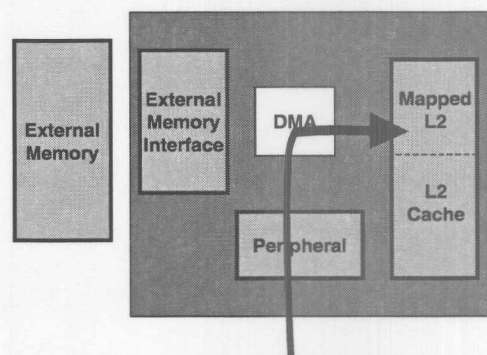 External
Memory
External
Memory
Interface
DMA
Mapped
L2
L2
Cache
Peripheral